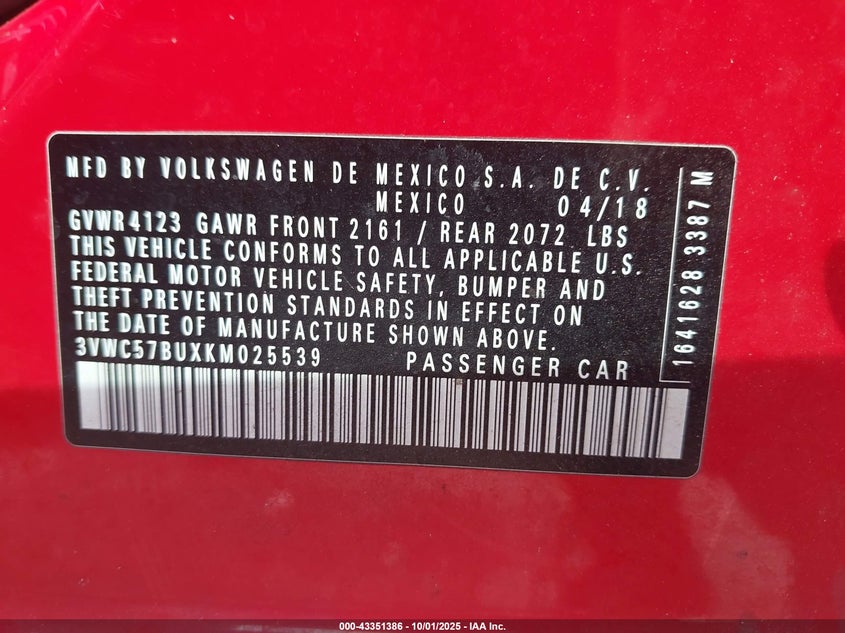 MFD BY VOLKSWAGEN DE MEXICO S.A. DE C.V.
MEXICO 04/18
GVWR 4123 GAWR FRONT 2161 / REAR 2072 LBS
THIS VEHICLE CONFORMS TO ALL APPLICABLE U.S.
FEDERAL MOTOR VEHICLE SAFETY, BUMPER AND
THEFT PREVENTION STANDARDS IN EFFECT ON
THE DATE OF MANUFACTURE SHOWN ABOVE.
3VWC57BUXKM025539 PASSENGER CAR
1641628 3387 M
000-43351386 - 10/01/2025 - IAA Inc.